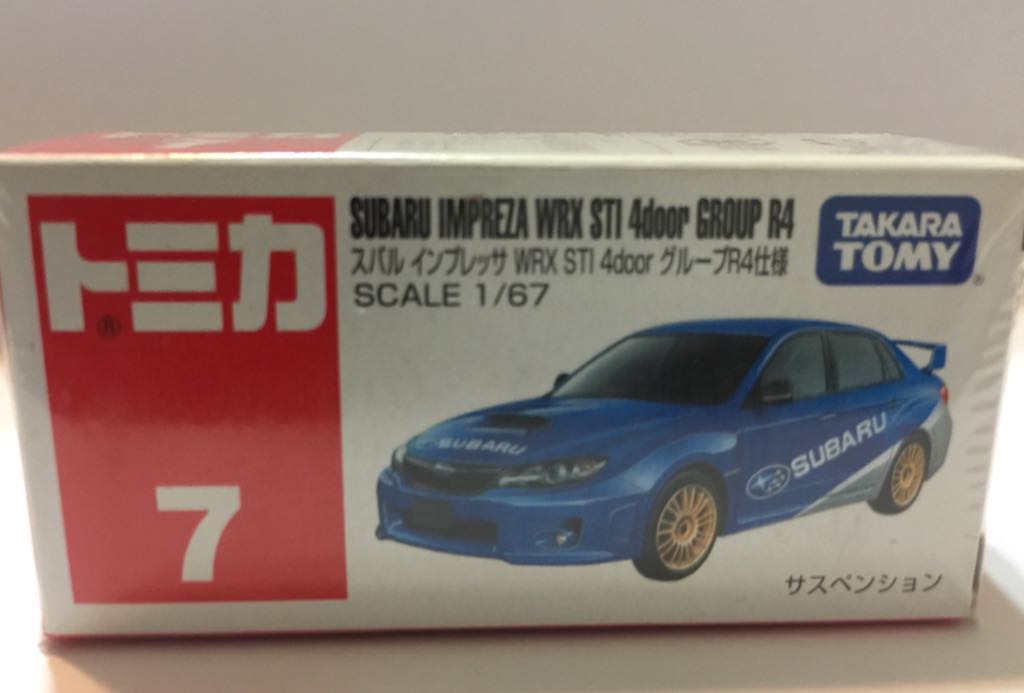 トミカ
®
7
SUBARU IMPREZA WRX STI 4door GROUP R4
スバル インプレッサ WRX STI 4door グループR4仕様
SCALE 1/67
TAKARA
TOMY
®
SUBARU
SUBARU
サスペンション